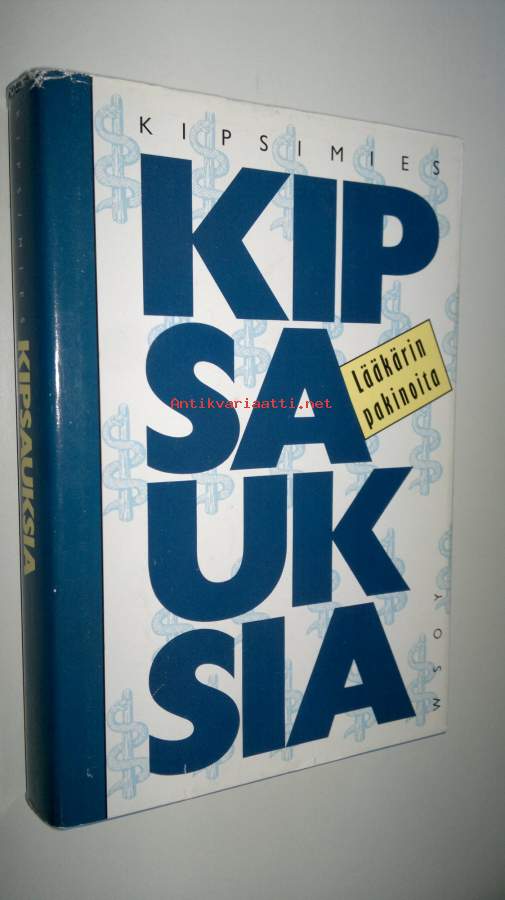 KIPSIMIES
KIP
SA
UK
SIA
Lääkärin
pakinoita
WSOY
KIPSIMIES
KIPSAUKSIA
Antikvariaatti.net